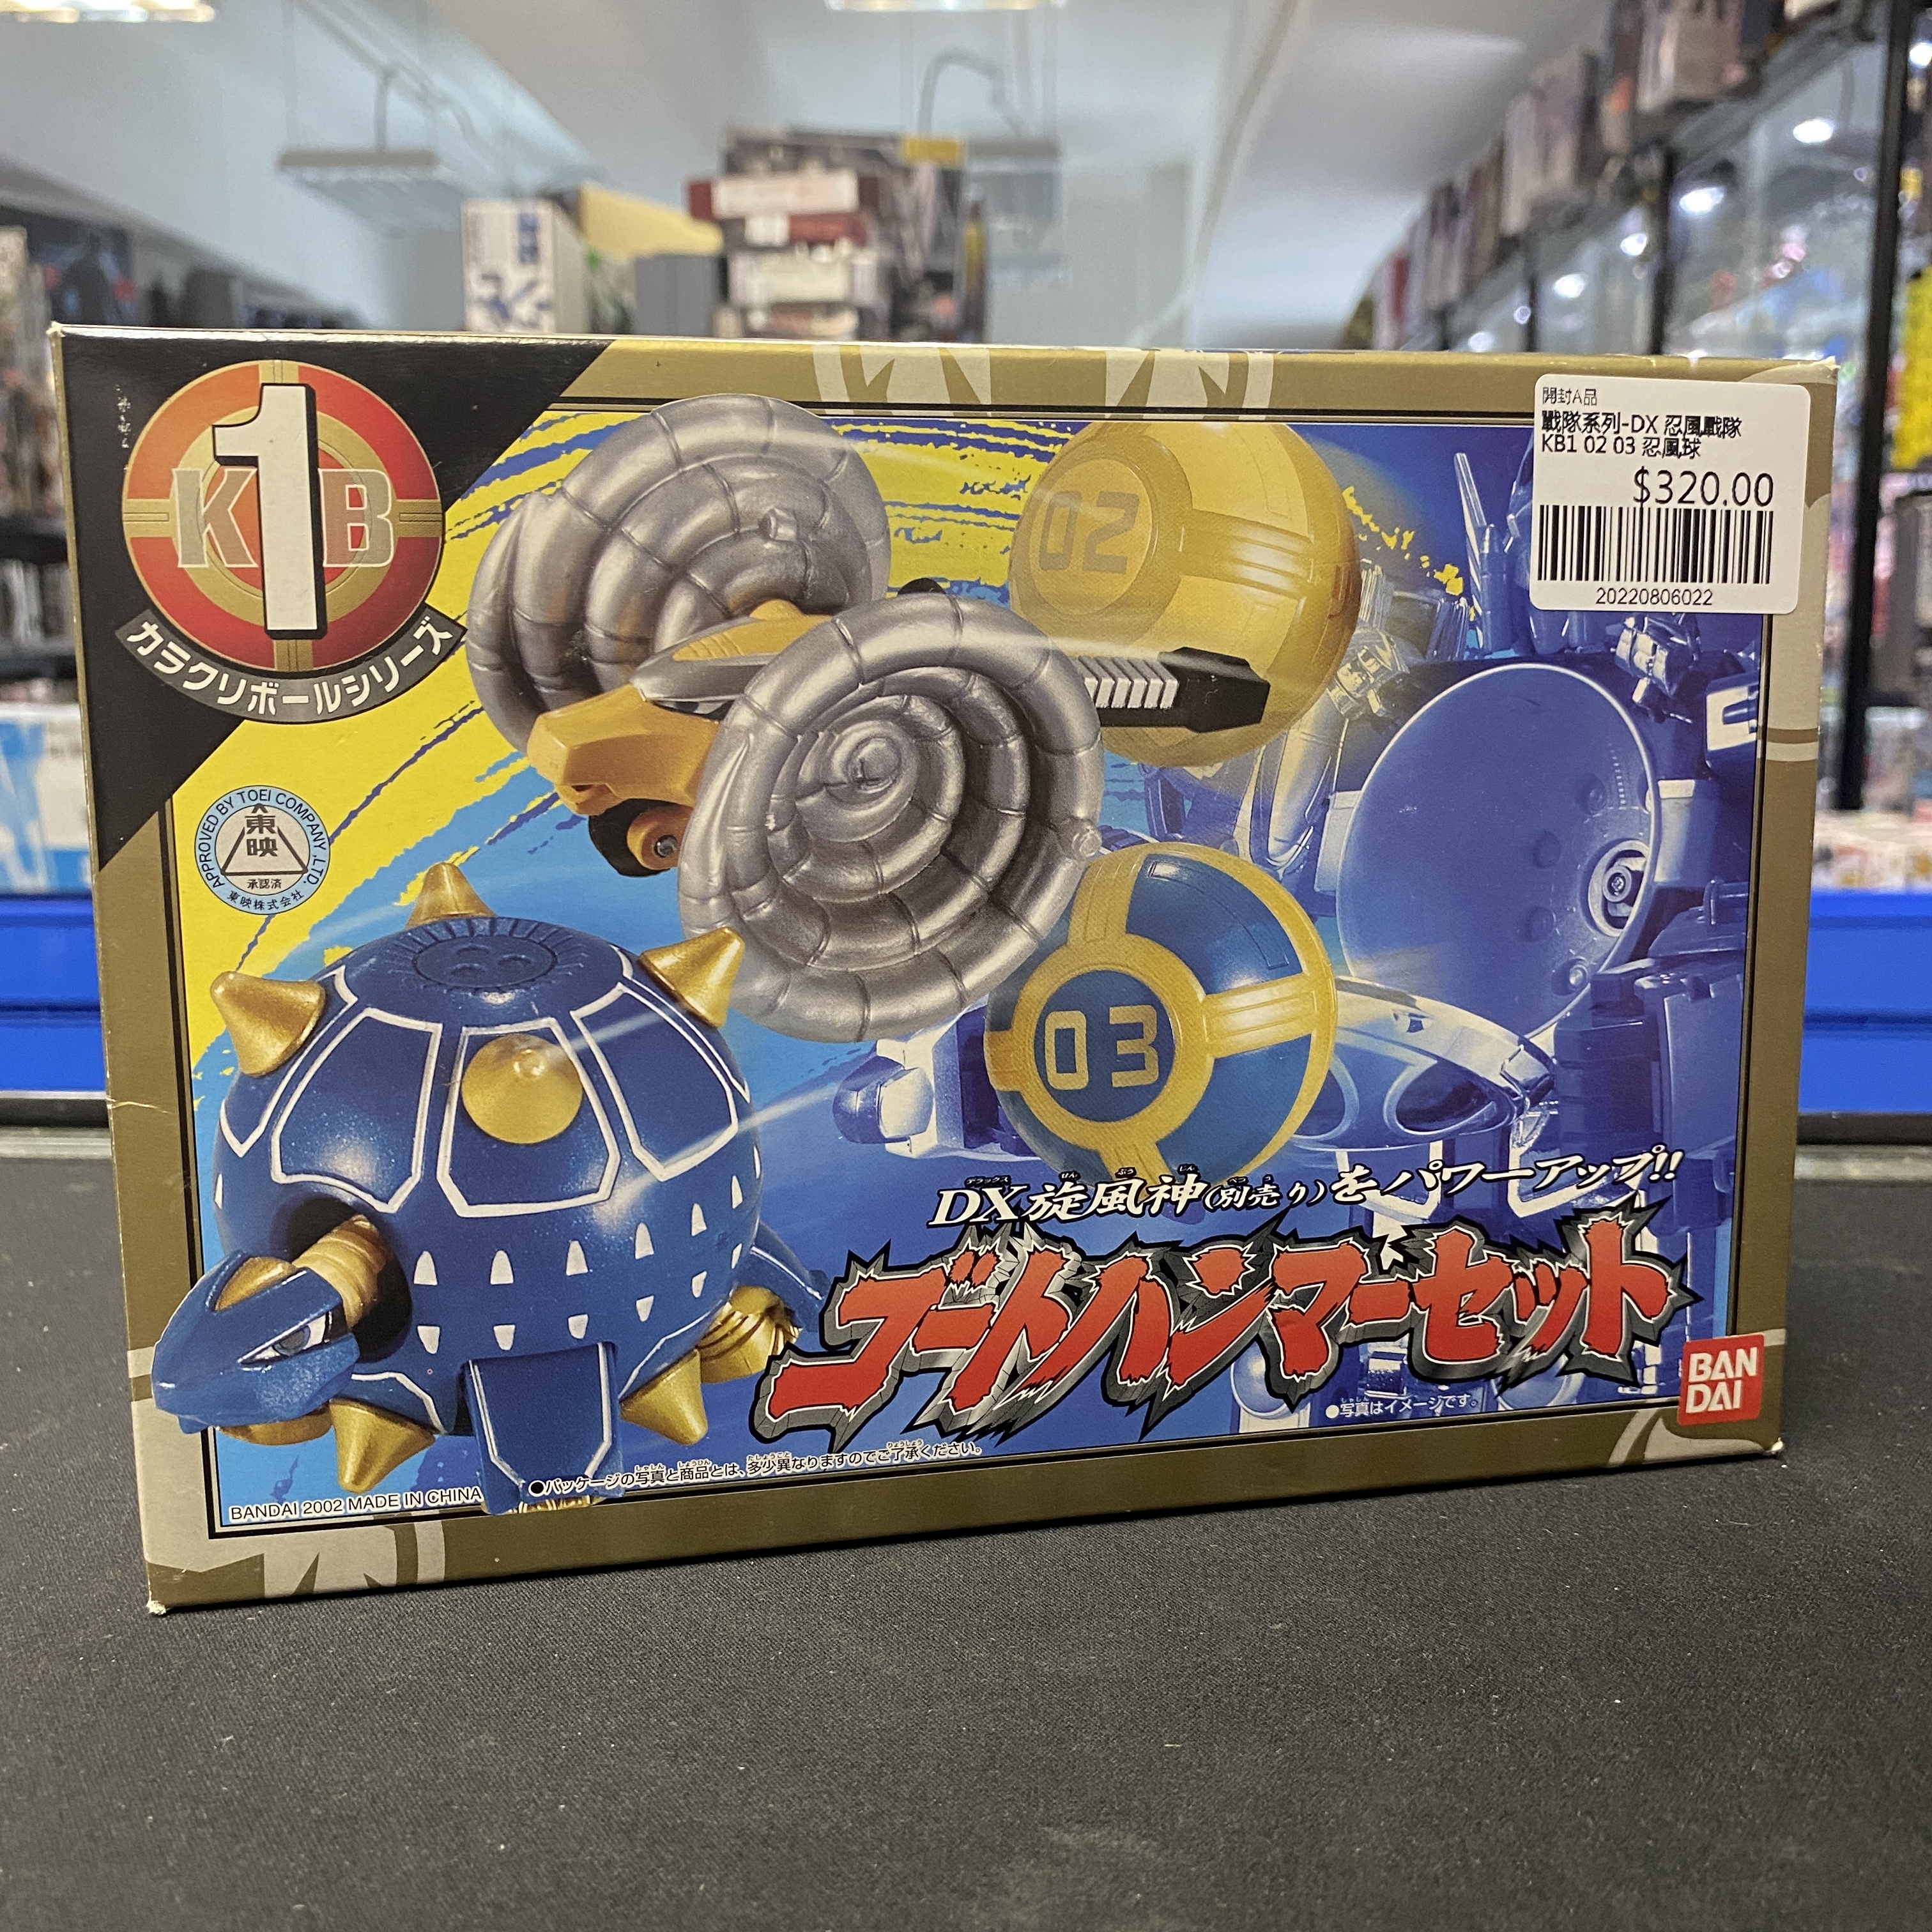 開封A品
戰隊系列-DX 忍風戰隊
KB1 02 03 忍風球
$320.00
20220806022
K1B
カラクリボールシリーズ
02
APPROVED BY TOEI COMPANY, LTD.
東映
承認済
東映株式会社
03
DX旋風神(別売り)をパワーアップ!!
ゴートハンマーセット
BAN
DAI
●写真はイメージです。
●パッケージの写真と商品とは、多少異なりますのでご了承ください。
BANDAI 2002 MADE IN CHINA